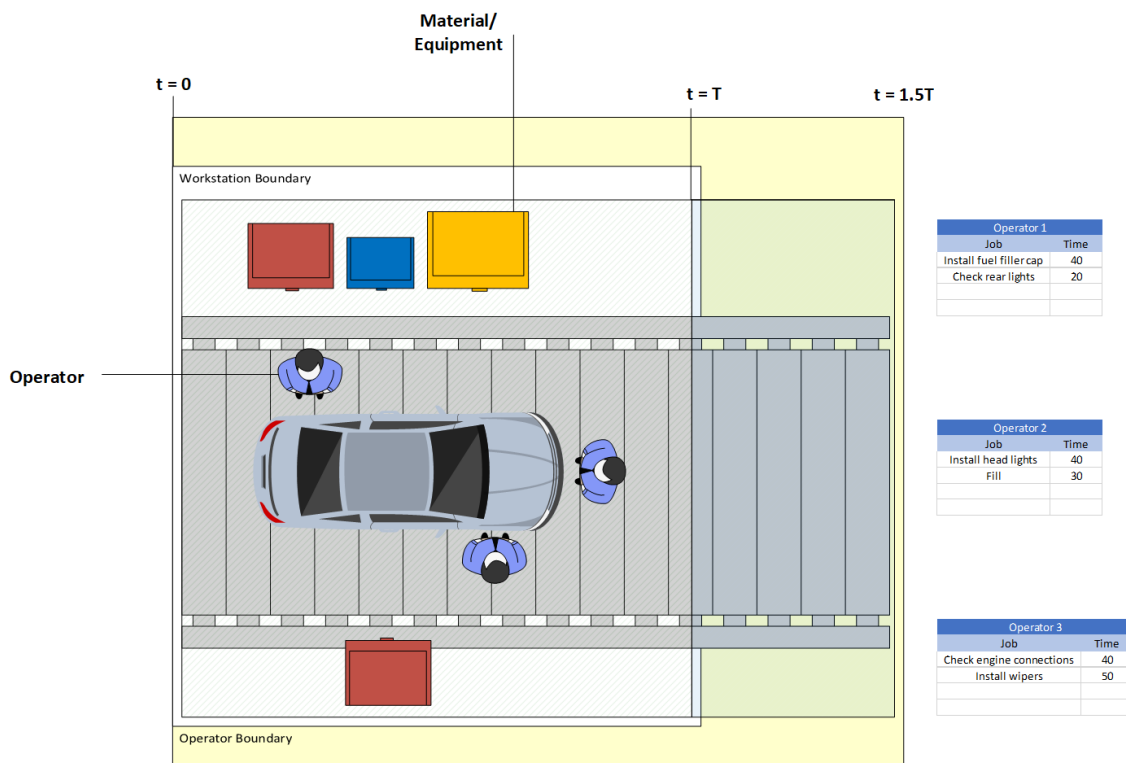 Material/
Equipment
t = 0
t = T
t = 1.5T
Workstation Boundary
Operator
Operator Boundary
Operator 1
Job Time
Install fuel filler cap 40
Check rear lights 20
Operator 2
Job Time
Install head lights 40
Fill 30
Operator 3
Job Time
Check engine connections 40
Install wipers 50